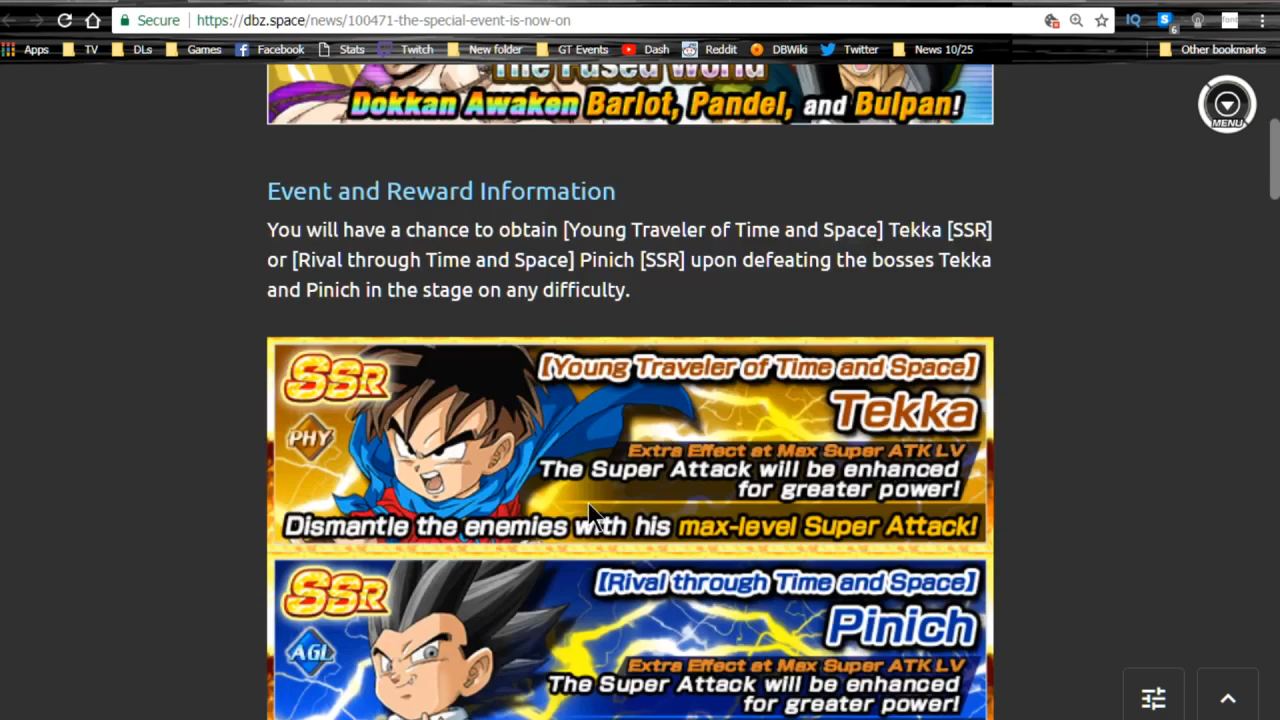 Secure https://dbz.space/news/100471-the-special-event-is-now-on
IQ S 6 font
Apps TV DLs Games Facebook Stats Twitch New folder GT Events Dash Reddit DBWiki Twitter News 10/25 Other bookmarks
The Fused World
Dokkan Awaken Barlot, Pandel, and Bulpan!
MENU
Event and Reward Information
You will have a chance to obtain [Young Traveler of Time and Space] Tekka [SSR]
or [Rival through Time and Space] Pinich [SSR] upon defeating the bosses Tekka
and Pinich in the stage on any difficulty.
SSR
[Young Traveler of Time and Space]
Tekka
PHY
Extra Effect at Max Super ATK LV
The Super Attack will be enhanced
for greater power!
Dismantle the enemies with his max-level Super Attack!
SSR
[Rival through Time and Space]
Pinich
AGL
Extra Effect at Max Super ATK LV
The Super Attack will be enhanced
for greater power!